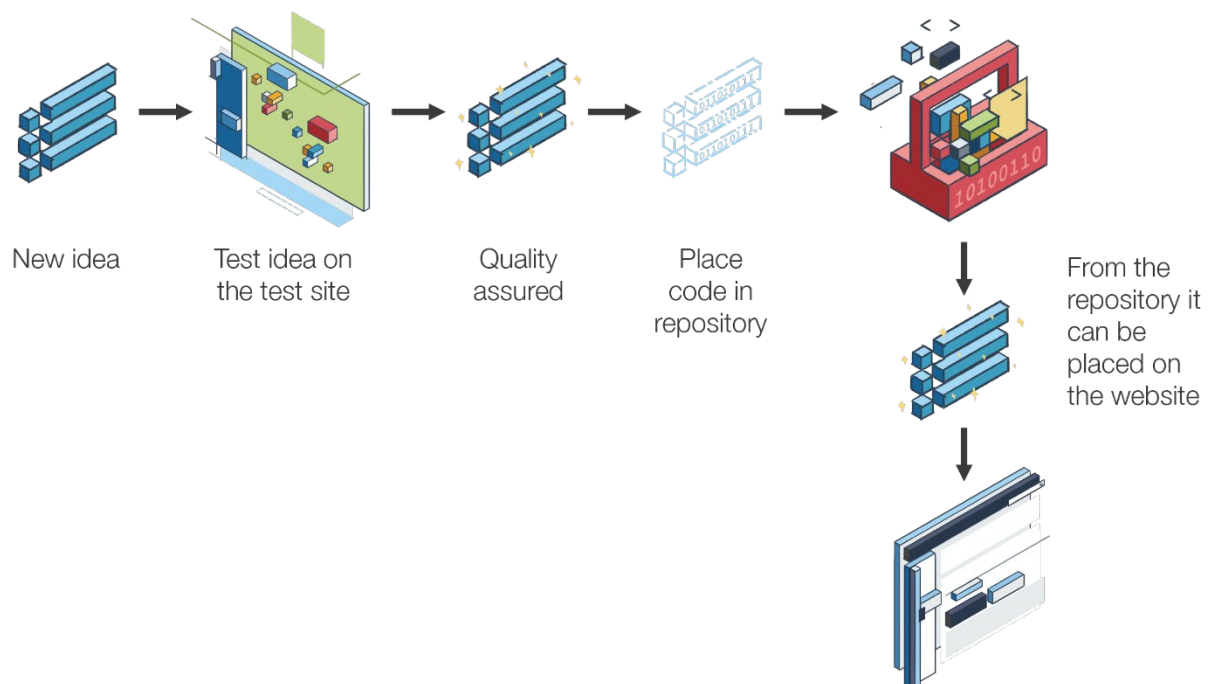 < >
< >
10100110
New idea
Test idea on
the test site
Quality
assured
Place
code in
repository
From the
repository it
can be
placed on
the website